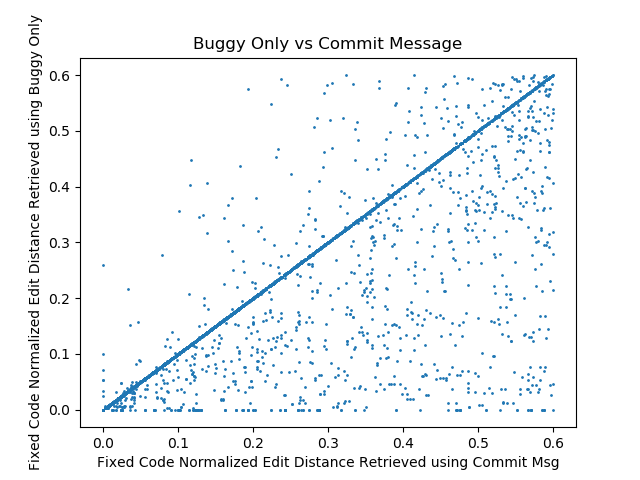 Buggy Only vs Commit Message
Fixed Code Normalized Edit Distance Retrieved using Buggy Only
0.6
0.5
0.4
0.3
0.2
0.1
0.0
0.0 0.1 0.2 0.3 0.4 0.5 0.6
Fixed Code Normalized Edit Distance Retrieved using Commit Msg